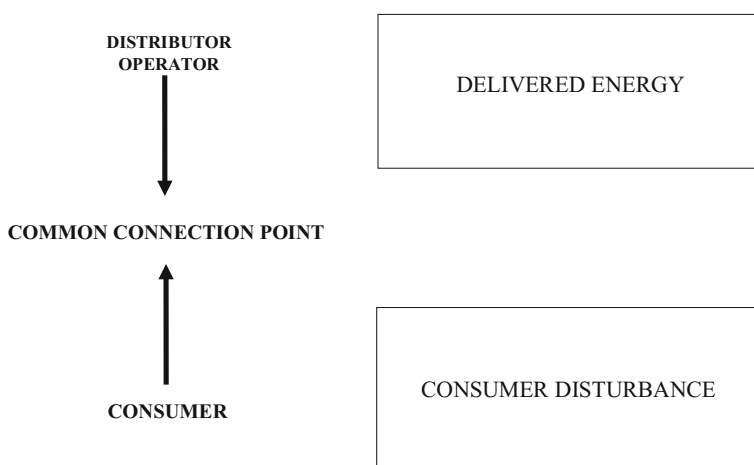 DISTRIBUTOR
OPERATOR
DELIVERED ENERGY
COMMON CONNECTION POINT
CONSUMER DISTURBANCE
CONSUMER